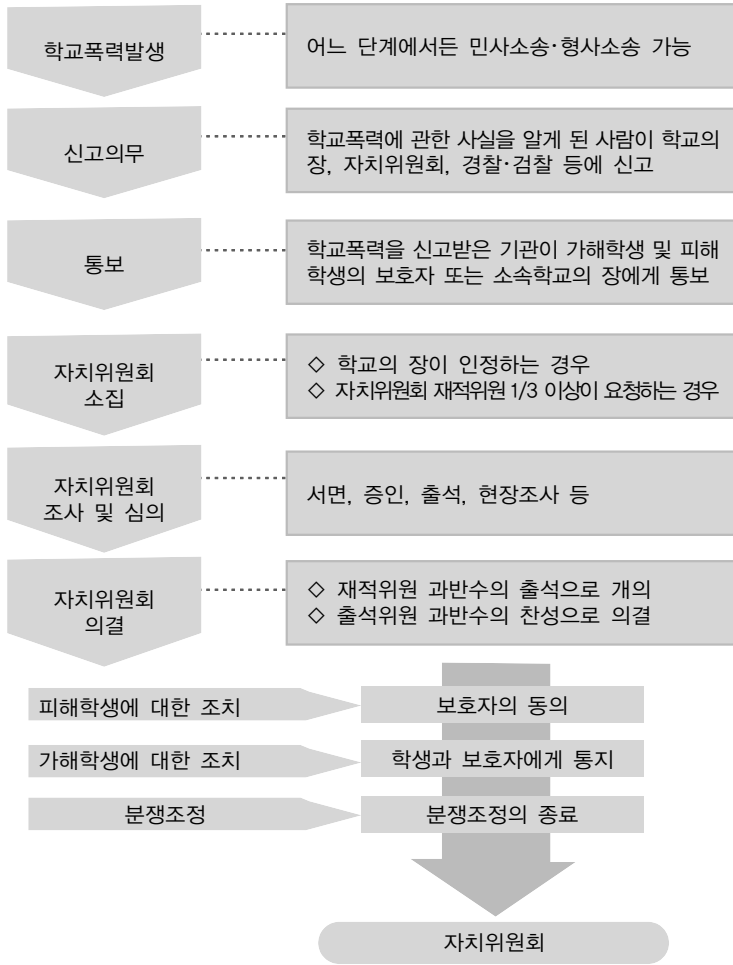 학교폭력발생
어느 단계에서든 민사소송·형사소송 가능
신고의무
학교폭력에 관한 사실을 알게 된 사람이 학교의
장, 자치위원회, 경찰·검찰 등에 신고
통보
학교폭력을 신고받은 기관이 가해학생 및 피해
학생의 보호자 또는 소속학교의 장에게 통보
자치위원회
소집
◇ 학교의 장이 인정하는 경우
◇ 자치위원회 재적위원 1/3 이상이 요청하는 경우
자치위원회
조사 및 심의
서면, 증인, 출석, 현장조사 등
자치위원회
의결
◇ 재적위원 과반수의 출석으로 개의
◇ 출석위원 과반수의 찬성으로 의결
피해학생에 대한 조치
보호자의 동의
가해학생에 대한 조치
학생과 보호자에게 통지
분쟁조정
분쟁조정의 종료
자치위원회